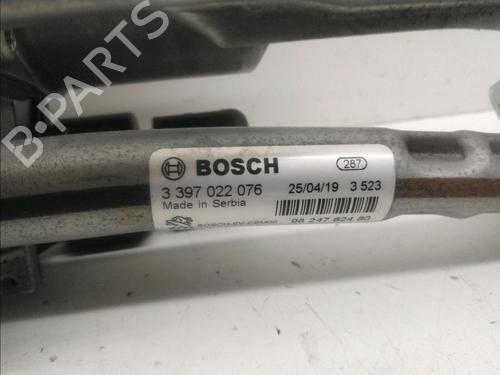 B-PARTS
BOSCH 287
3 397 022 076 25/04/19 3 523
Made in Serbia
98 247 624 80